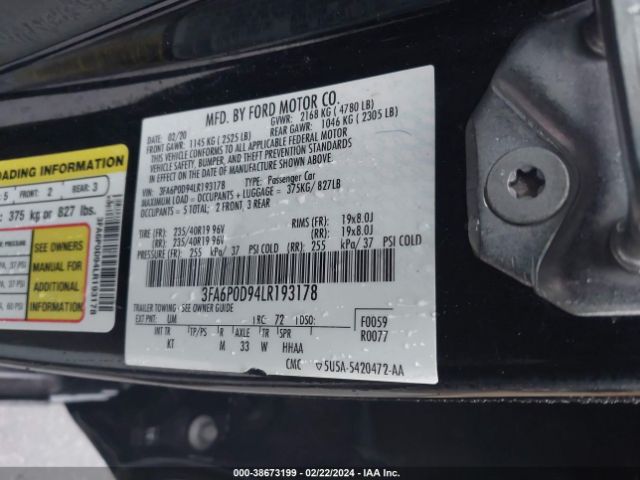 MFD. BY FORD MOTOR CO.
02/20
GVWR: 2168 KG ( 4780 LB)
FRONT GAWR: 1145 KG ( 2525 LB)
REAR GAWR: 1046 KG ( 2305 LB)
THIS VEHICLE CONFORMS TO ALL APPLICABLE FEDERAL MOTOR
VEHICLE SAFETY, BUMPER, AND THEFT PREVENTION STANDARDS
IN EFFECT ON THE DATE OF MANUFACTURE SHOWN ABOVE.
VIN: 3FA6P0D94LR193178
TYPE: Passenger Car
MAXIMUM LOAD = OCCUPANTS + LUGGAGE = 375KG/ 827LB
OCCUPANTS = 5 TOTAL: 2 FRONT, 3 REAR
TIRE (FR): 235/40R19 96V
RIMS (FR): 19x8.0J
(RR): 235/40R19 96V
(RR): 19x8.0J
PRESSURE (FR): 255 kPa/ 37 PSI COLD (RR): 255 kPa/ 37 PSI COLD
3FA6P0D94LR193178
TRAILER TOWING - SEE OWNER GUIDE
EXT PNT: UM RC: 72 DSO:
F0059
R0077
INT TR TP/PS R AXLE TR SPR
KT M 33 W HHAA
CMC 5U5A-5420472-AA
LOADING INFORMATION
5 FRONT: 2 REAR: 3
375 kg or 827 lbs.
SEE OWNERS
MANUAL FOR
ADDITIONAL
INFORMATION
37 PSI
37 PSI
3FA6P0D94LR193178
000-38673199 - 02/22/2024 - IAA Inc.